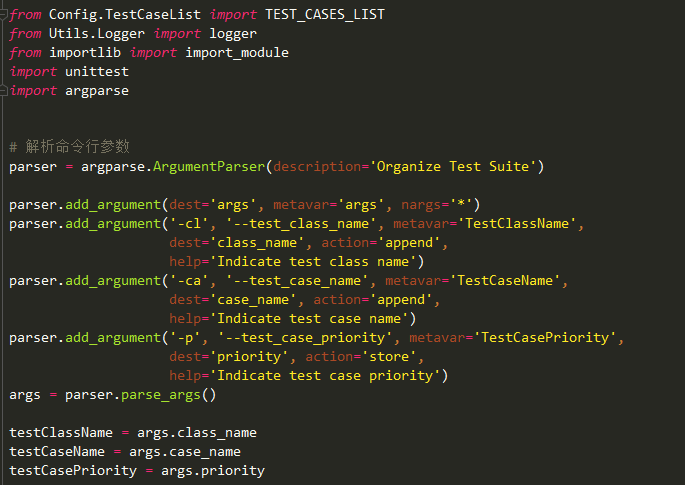 from Config.TestCaseList import TEST_CASES_LIST
from Utils.Logger import logger
from importlib import import_module
import unittest
import argparse
# 解析命令行参数
parser = argparse.ArgumentParser(description='Organize Test Suite')
parser.add_argument(dest='args', metavar='args', nargs='*')
parser.add_argument('-cl', '--test_class_name', metavar='TestClassName',
dest='class_name', action='append',
help='Indicate test class name')
parser.add_argument('-ca', '--test_case_name', metavar='TestCaseName',
dest='case_name', action='append',
help='Indicate test case name')
parser.add_argument('-p', '--test_case_priority', metavar='TestCasePriority',
dest='priority', action='store',
help='Indicate test case priority')
args = parser.parse_args()
testClassName = args.class_name
testCaseName = args.case_name
testCasePriority = args.priority